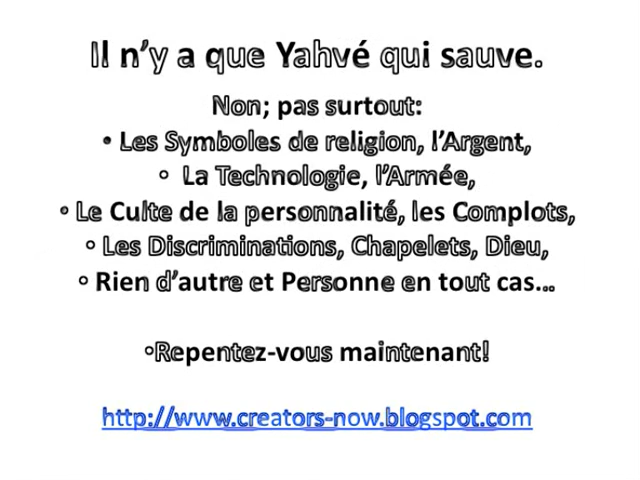 Il n’y a que Yahvé qui sauve.
Non; pas surtout:
• Les Symboles de religion, l’Argent,
• La Technologie, l’Armée,
• Le Culte de la personnalité, les Complots,
• Les Discriminations, Chapelets, Dieu,
• Rien d’autre et Personne en tout cas...
•Repentez-vous maintenant!
http://www.creators-now.blogspot.com